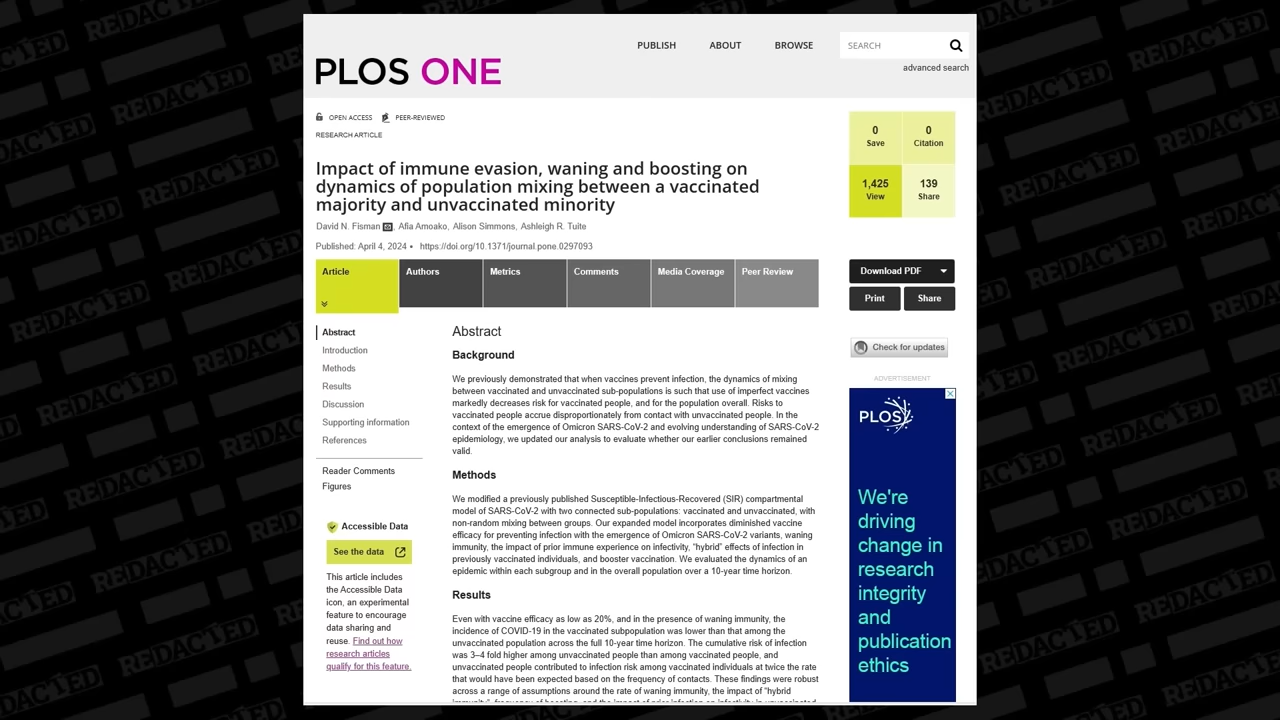 PUBLISH
ABOUT
BROWSE
SEARCH
advanced search
PLOS ONE
OPEN ACCESS
PEER-REVIEWED
RESEARCH ARTICLE
Impact of immune evasion, waning and boosting on
dynamics of population mixing between a vaccinated
majority and unvaccinated minority
David N. Fisman, Afia Amoako, Alison Simmons, Ashleigh R. Tuite
Published: April 4, 2024 • https://doi.org/10.1371/journal.pone.0297093
0
Save
0
Citation
1,425
View
139
Share
Article
Authors
Metrics
Comments
Media Coverage
Peer Review
Download PDF
Print
Share
Check for updates
Abstract
Introduction
Methods
Results
Discussion
Supporting information
References
Reader Comments
Figures
Accessible Data
See the data
This article includes
the Accessible Data
icon, an experimental
feature to encourage
data sharing and
reuse. Find out how
research articles
qualify for this feature.
Abstract
Background
We previously demonstrated that when vaccines prevent infection, the dynamics of mixing
between vaccinated and unvaccinated sub-populations is such that use of imperfect vaccines
markedly decreases risk for vaccinated people, and for the population overall. Risks to
vaccinated people accrue disproportionately from contact with unvaccinated people. In the
context of the emergence of Omicron SARS-CoV-2 and evolving understanding of SARS-CoV-2
epidemiology, we updated our analysis to evaluate whether our earlier conclusions remained
valid.
Methods
We modified a previously published Susceptible-Infectious-Recovered (SIR) compartmental
model of SARS-CoV-2 with two connected sub-populations: vaccinated and unvaccinated, with
non-random mixing between groups. Our expanded model incorporates diminished vaccine
efficacy for preventing infection with the emergence of Omicron SARS-CoV-2 variants, waning
immunity, the impact of prior immune experience on infectivity, “hybrid” effects of infection in
previously vaccinated individuals, and booster vaccination. We evaluated the dynamics of an
epidemic within each subgroup and in the overall population over a 10-year time horizon.
Results
Even with vaccine efficacy as low as 20%, and in the presence of waning immunity, the
incidence of COVID-19 in the vaccinated subpopulation was lower than that among the
unvaccinated population across the full 10-year time horizon. The cumulative risk of infection
was 3–4 fold higher among unvaccinated people than among vaccinated people, and
unvaccinated people contributed to infection risk among vaccinated individuals at twice the rate
that would have been expected based on the frequency of contacts. These findings were robust
across a range of assumptions around the rate of waning immunity, the impact of “hybrid
ADVERTISEMENT
PLOS
We're
driving
change in
research
integrity
and
publication
ethics
REDACTED